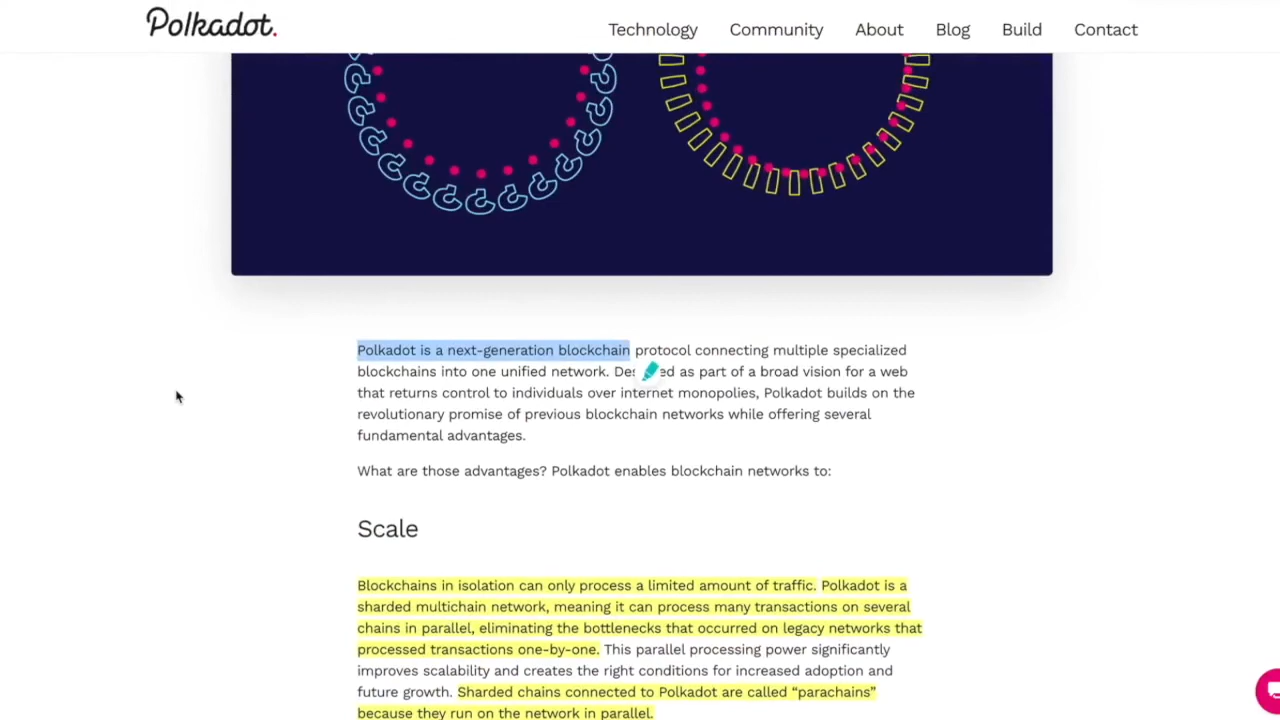 Polkadot.
Technology Community About Blog Build Contact
Polkadot is a next-generation blockchain protocol connecting multiple specialized
blockchains into one unified network. as part of a broad vision for a web
that returns control to individuals over internet monopolies, Polkadot builds on the
revolutionary promise of previous blockchain networks while offering several
fundamental advantages.
What are those advantages? Polkadot enables blockchain networks to:
Scale
Blockchains in isolation can only process a limited amount of traffic. Polkadot is a
sharded multichain network, meaning it can process many transactions on several
chains in parallel, eliminating the bottlenecks that occurred on legacy networks that
processed transactions one-by-one. This parallel processing power significantly
improves scalability and creates the right conditions for increased adoption and
future growth. Sharded chains connected to Polkadot are called “parachains”
because they run on the network in parallel.